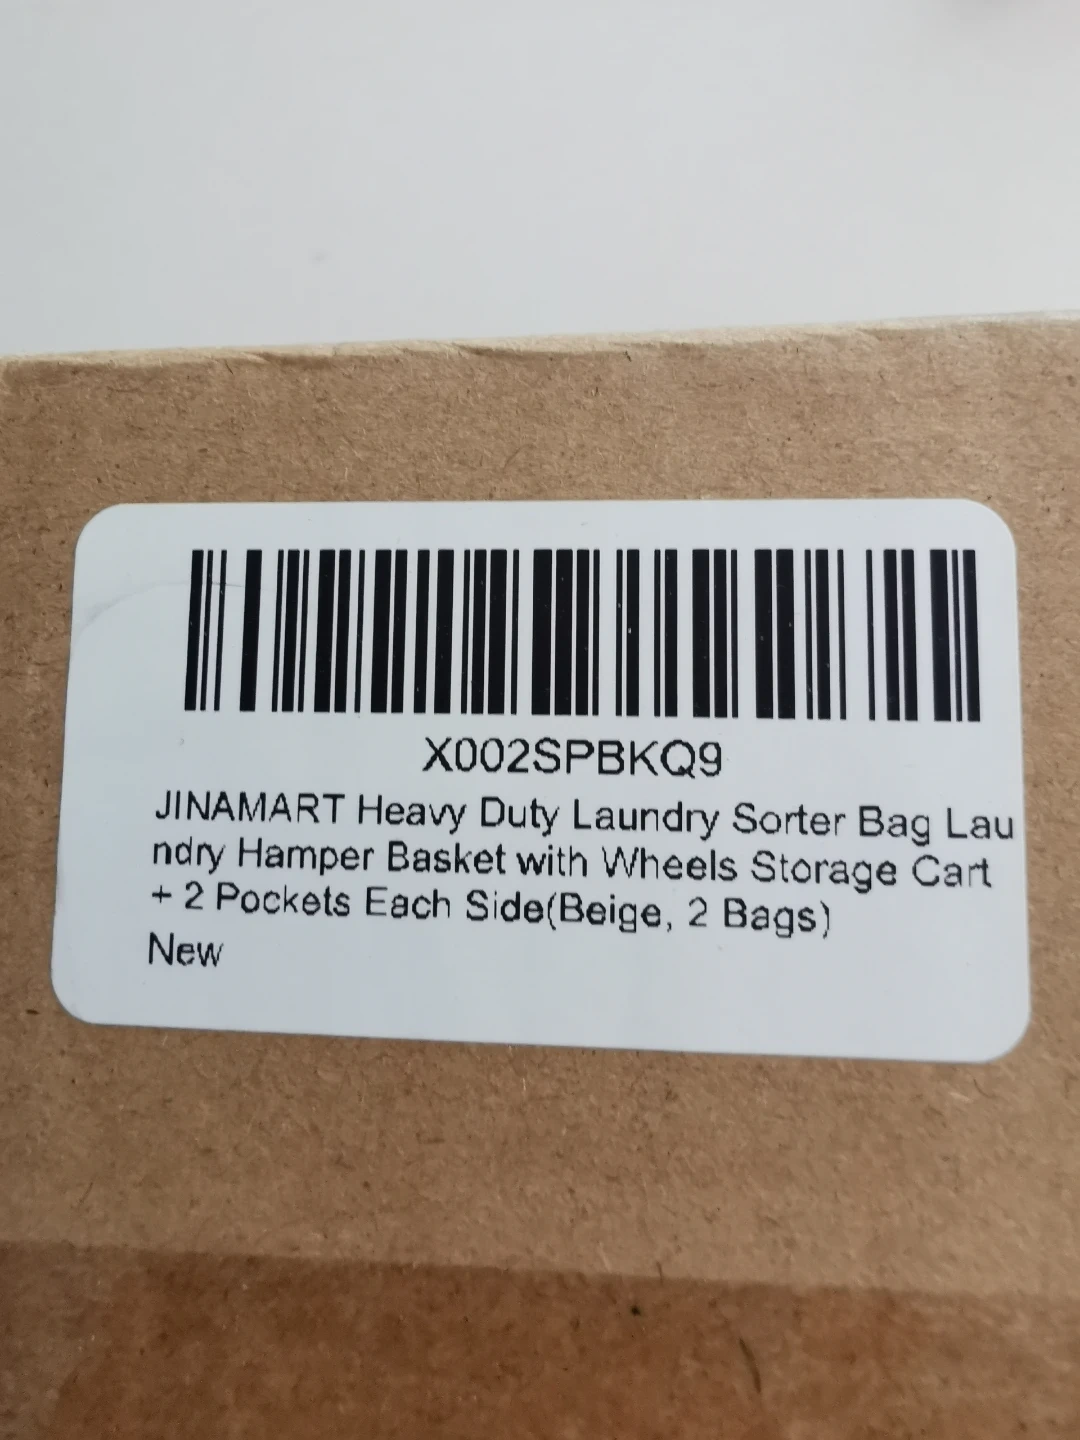 X002SPBKQ9
JINAMART Heavy Duty Laundry Sorter Bag Lau
ndry Hamper Basket with Wheels Storage Cart
+ 2 Pockets Each Side(Beige, 2 Bags)
New